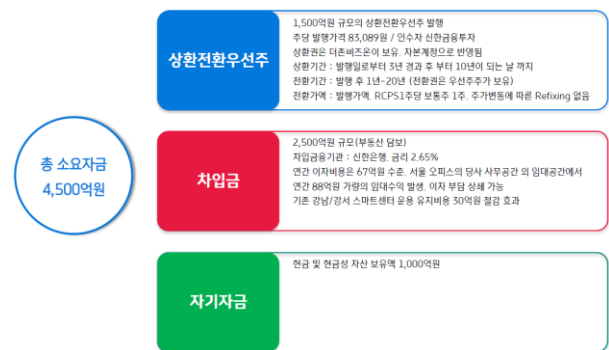 총 소요자금
4,500억원
상환전환우선주
1,500억원 규모의 상환전환우선주 발행
주당 발행가격 83,089원 / 인수자 신한금융투자
상환권은 더존비즈온이 보유. 자본계정으로 반영됨
상환기간 : 발행일로부터 3년 경과 후 부터 10년이 되는 날 까지
전환기간 : 발행 후 1년~20년 (전환권은 우선주주가 보유)
전환가액 : 발행가액. RCPS1주당 보통주 1주. 주가변동에 따른 Refixing 없음
차입금
2,500억원 규모(부동산 담보)
차입금융기관 : 신한은행, 금리 2.65%
연간 이자비용은 67억원 수준. 서울 오피스의 당사 사무공간 외 임대공간에서
연간 88억원 가량의 임대수익 발생. 이자 부담 상쇄 가능
기존 강남/강서 스마트센터 운용 유지비용 30억원 절감 효과
자기자금
현금 및 현금성 자산 보유액 1,000억원